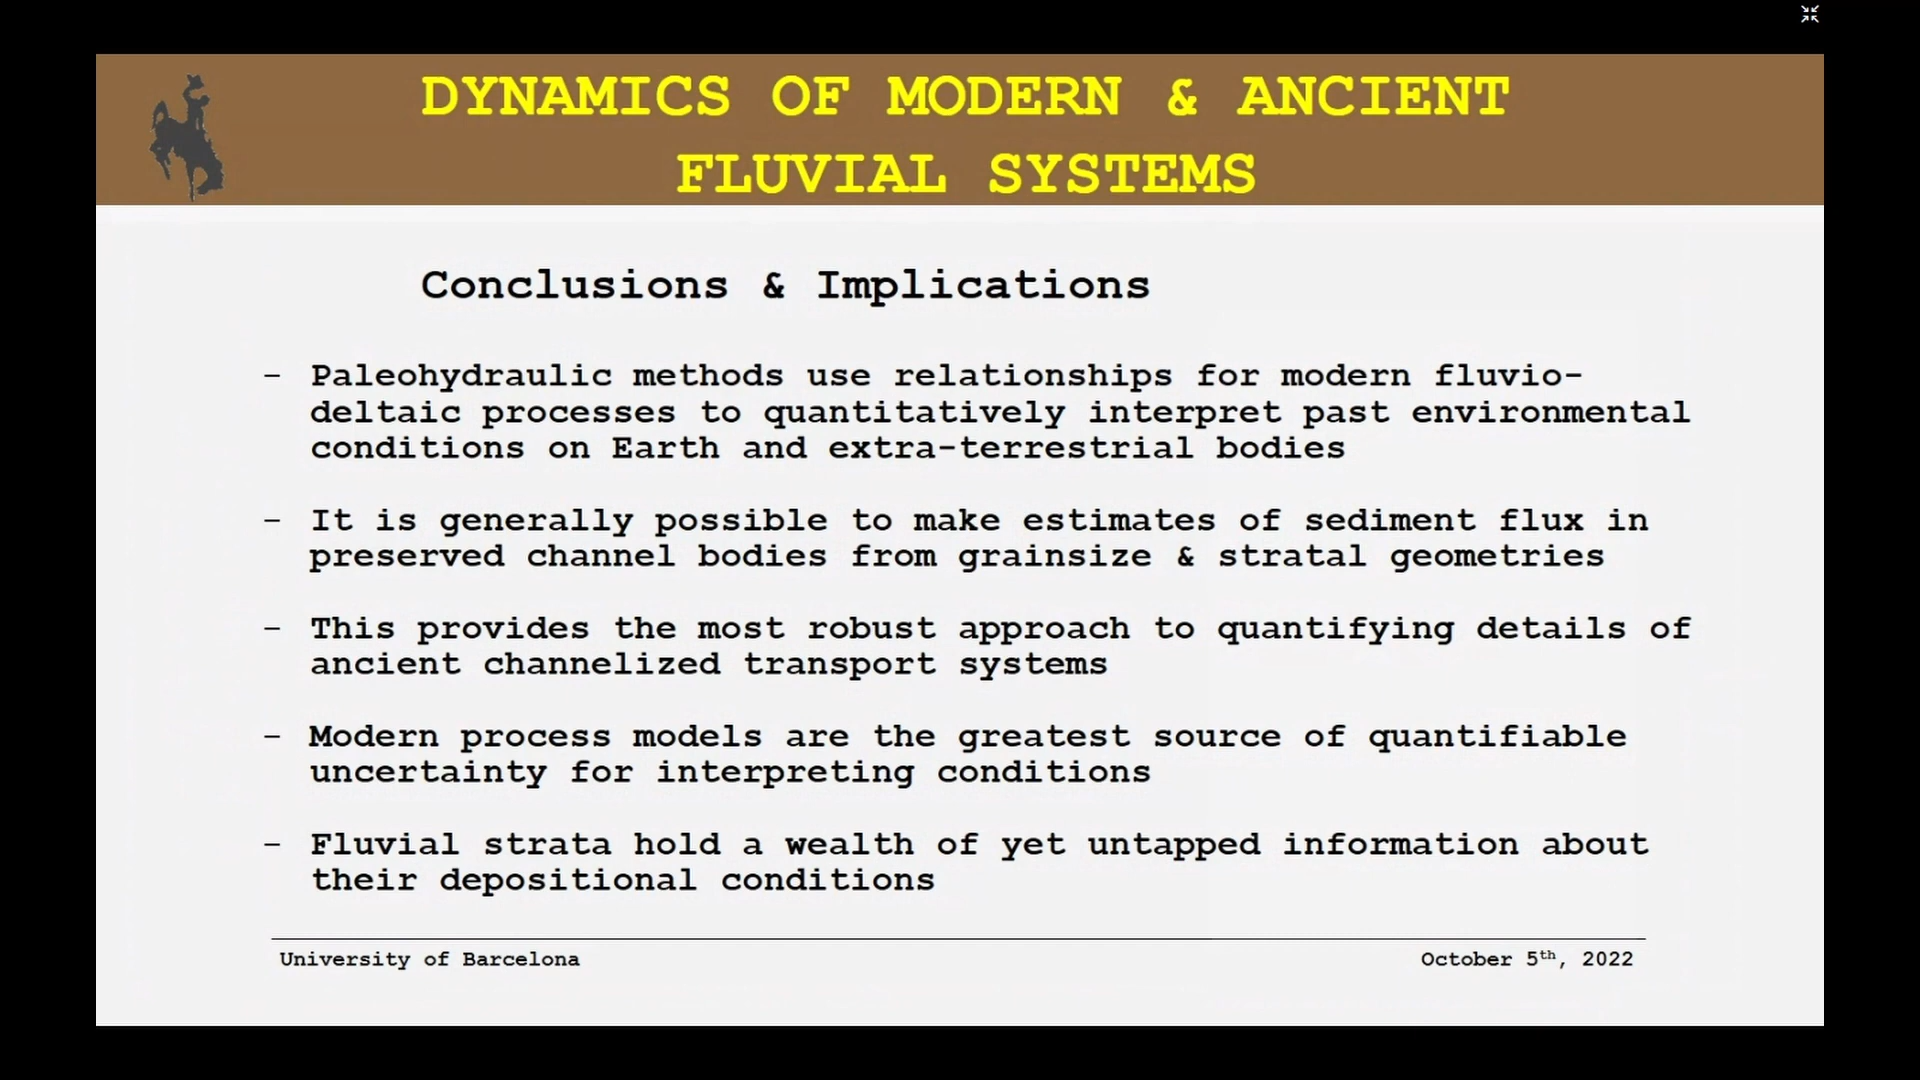 DYNAMICS OF MODERN & ANCIENT
FLUVIAL SYSTEMS
Conclusions & Implications
- Paleohydraulic methods use relationships for modern fluvio-
deltaic processes to quantitatively interpret past environmental
conditions on Earth and extra-terrestrial bodies
- It is generally possible to make estimates of sediment flux in
preserved channel bodies from grainsize & stratal geometries
- This provides the most robust approach to quantifying details of
ancient channelized transport systems
- Modern process models are the greatest source of quantifiable
uncertainty for interpreting conditions
- Fluvial strata hold a wealth of yet untapped information about
their depositional conditions
University of Barcelona
October 5th, 2022